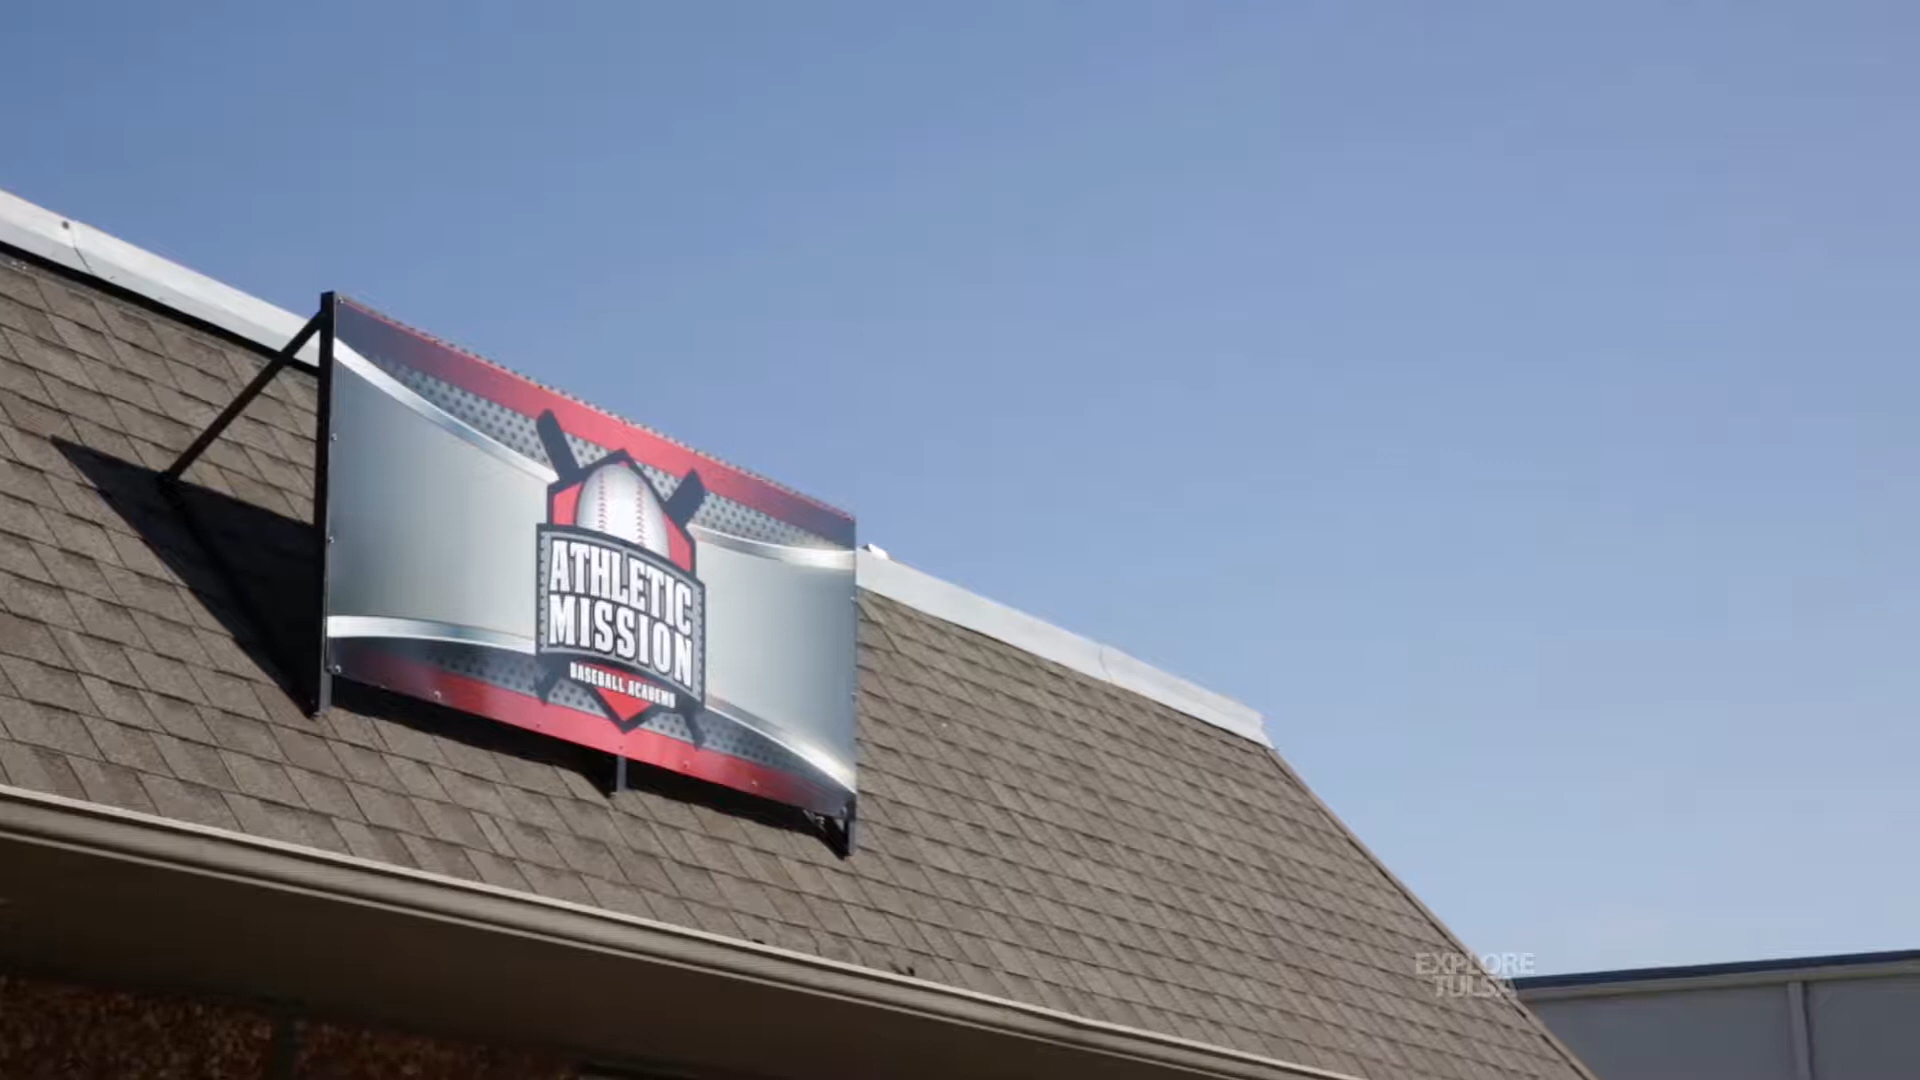 ATHLETIC
MISSION
BASEBALL ACADEMY
EXPLORE
TULSA